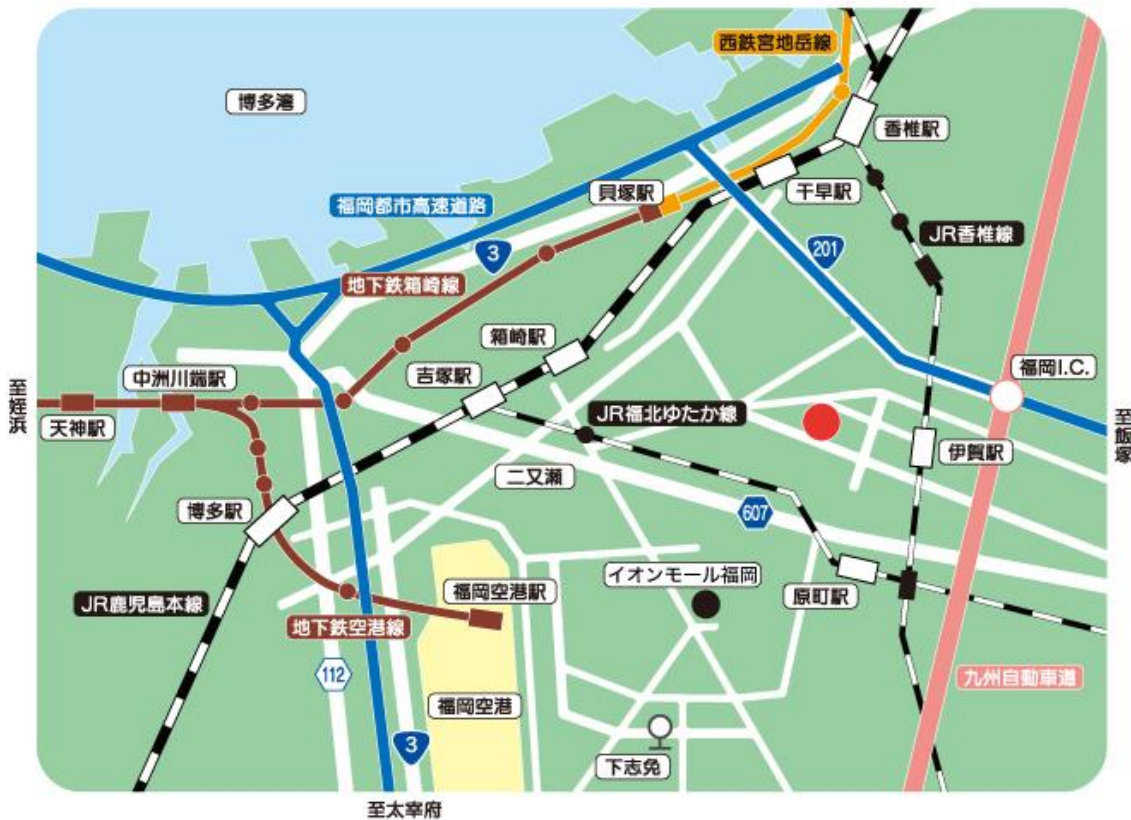 西鉄宮地岳線
博多湾
香椎駅
貝塚駅
千早駅
福岡都市高速道路
3
201
JR香椎線
地下鉄箱崎線
箱崎駅
吉塚駅
中洲川端駅
福岡I.C.
至姪浜
天神駅
JR福北ゆたか線
至飯塚
伊賀駅
二又瀬
博多駅
607
イオンモール福岡
福岡空港駅
原町駅
JR鹿児島本線
地下鉄空港線
112
九州自動車道
福岡空港
3
下志免
至太宰府